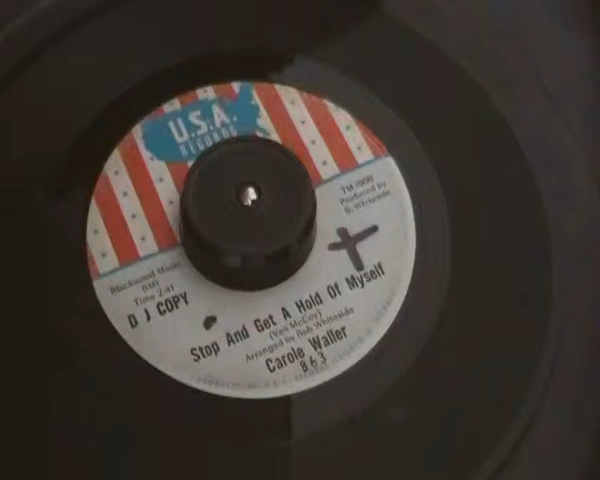 U.S.A.
RECORDS
TM 1000
Produced by
B. Whiteside
Blackwood Music
BMI
Time 2:41
D J COPY
Stop And Get A Hold Of Myself
(Van McCoy)
Arranged by Bob Whiteside
Carole Waller
863